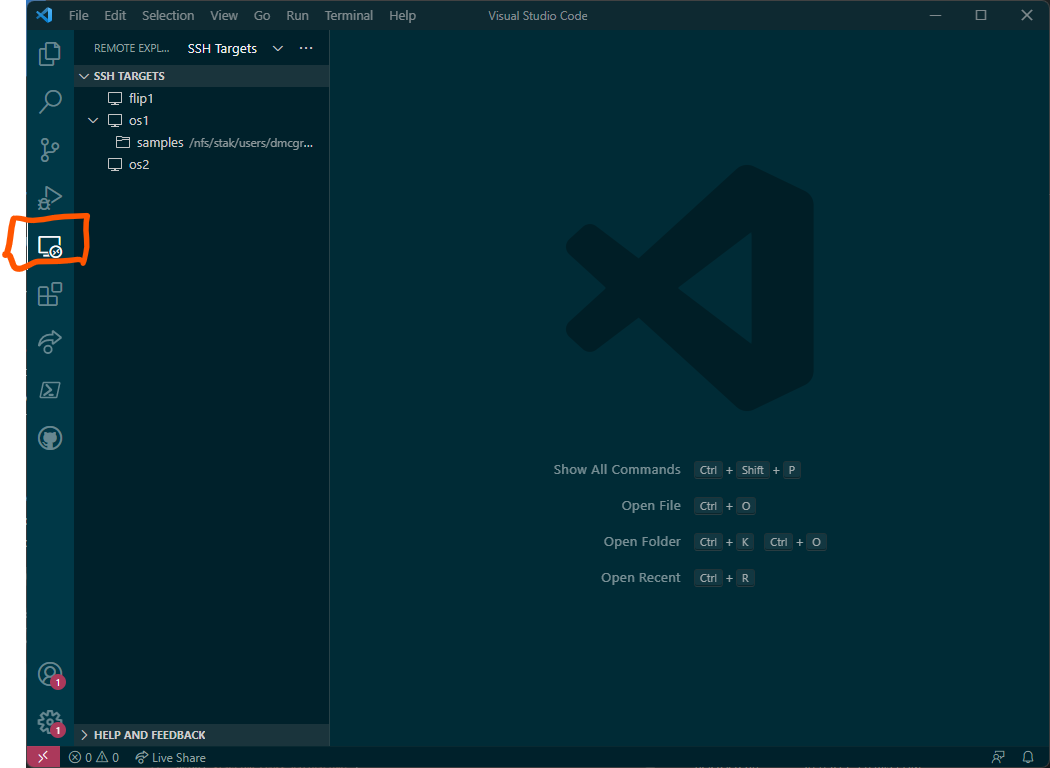 File Edit Selection View Go Run Terminal Help Visual Studio Code
REMOTE EXPL... SSH Targets
SSH TARGETS
flip1
os1
samples /nfs/stak/users/dmcgr...
os2
Show All Commands Ctrl + Shift + P
Open File Ctrl + O
Open Folder Ctrl + K Ctrl + O
Open Recent Ctrl + R
1
1
HELP AND FEEDBACK
0 0 Live Share